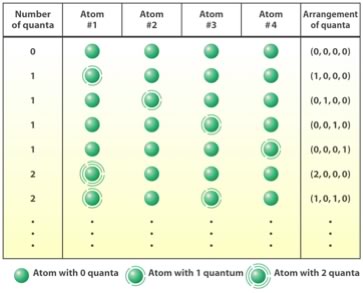 Number of quanta Atom #1 Atom #2 Atom #3 Atom #4 Arrangement of quanta
0 (0, 0, 0, 0)
1 (1, 0, 0, 0)
1 (0, 1, 0, 0)
1 (0, 0, 1, 0)
1 (0, 0, 0, 1)
2 (2, 0, 0, 0)
2 (1, 0, 1, 0)
Atom with 0 quanta Atom with 1 quantum Atom with 2 quanta